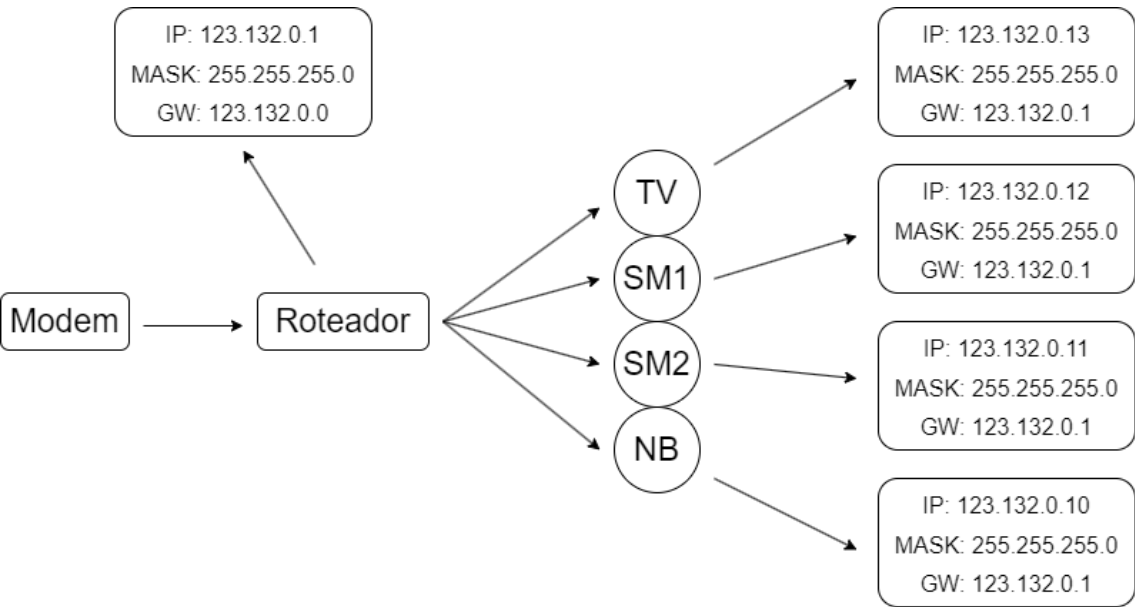 IP: 123.132.0.1
MASK: 255.255.255.0
GW: 123.132.0.0
Modem
Roteador
TV
SM1
SM2
NB
IP: 123.132.0.13
MASK: 255.255.255.0
GW: 123.132.0.1
IP: 123.132.0.12
MASK: 255.255.255.0
GW: 123.132.0.1
IP: 123.132.0.11
MASK: 255.255.255.0
GW: 123.132.0.1
IP: 123.132.0.10
MASK: 255.255.255.0
GW: 123.132.0.1